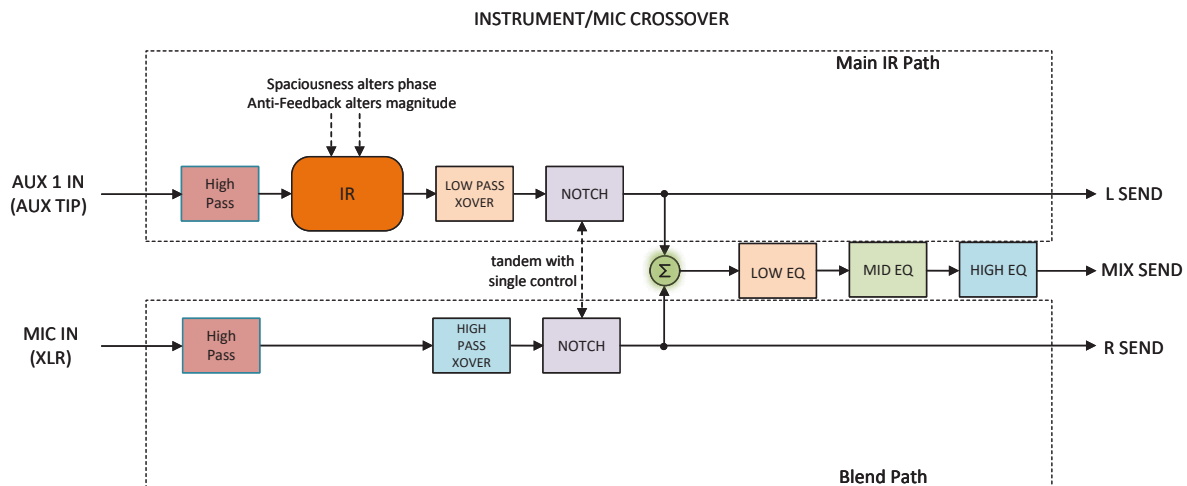 INSTRUMENT/MIC CROSSOVER
Main IR Path
Spaciousness alters phase
Anti-Feedback alters magnitude
AUX 1 IN
(AUX TIP)
High
Pass
IR
LOW PASS
XOVER
NOTCH
L SEND
tandem with
single control
Σ
LOW EQ
MID EQ
HIGH EQ
MIX SEND
MIC IN
(XLR)
High
Pass
HIGH
PASS
XOVER
NOTCH
R SEND
Blend Path